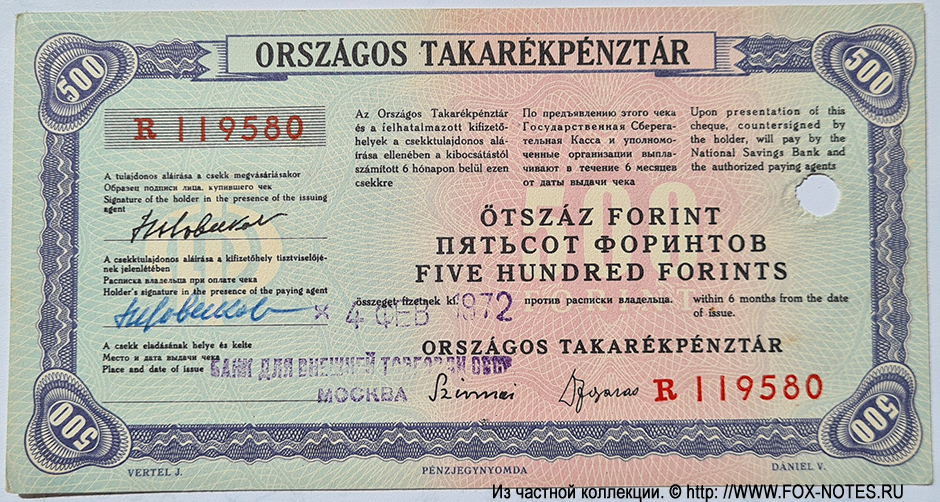 ORSZÁGOS TAKARÉKPÉNZTÁR
500
500
R 119580
Az Országos Takarékpénztár
és a felhatalmazott kifizető-
helyek a csekktulajdonos alá-
írása ellenében a kibocsátástól
számított 6 hónapon belül ezen
csekkre
По предъявлению этого чека
Государственная Сберега-
тельная Касса и уполномо-
ченные организации выпла-
чивают в течение 6 месяцев
от даты выдачи чека
Upon presentation of this
cheque, countersigned by
the holder, will pay by the
National Savings Bank and
the authorized paying agents
A tulajdonos aláírása a csekk megvásárlásakor
Образец подписи лица, купившего чек
Signature of the holder in the presence of the issuing
agent
500
ÖTSZÁZ FORINT
ПЯТЬСОТ ФОРИНТОВ
FIVE HUNDRED FORINTS
A csekktulajdonos aláírása a kifizetőhely tisztviselőjé-
nek jelenlétében
Расписка владельца при оплате чека
Holder's signature in the presence of the paying agent
összeget fizetnek ki.
против расписки владельца.
within 6 months from the date
of issue.
× 4 ФЕВ 1972
A csekk eladásának helye és kelte
Место и дата выдачи чека
Place and date of issue
БАНК ДЛЯ ВНЕШНЕЙ ТОРГОВЛИ СССР
МОСКВА
ORSZÁGOS TAKARÉKPÉNZTÁR
R 119580
500
500
VERTEL J.
PÉNZJEGYNYOMDA
DÁNIEL V.
Из частной коллекции. © http: //WWW.FOX-NOTES.RU